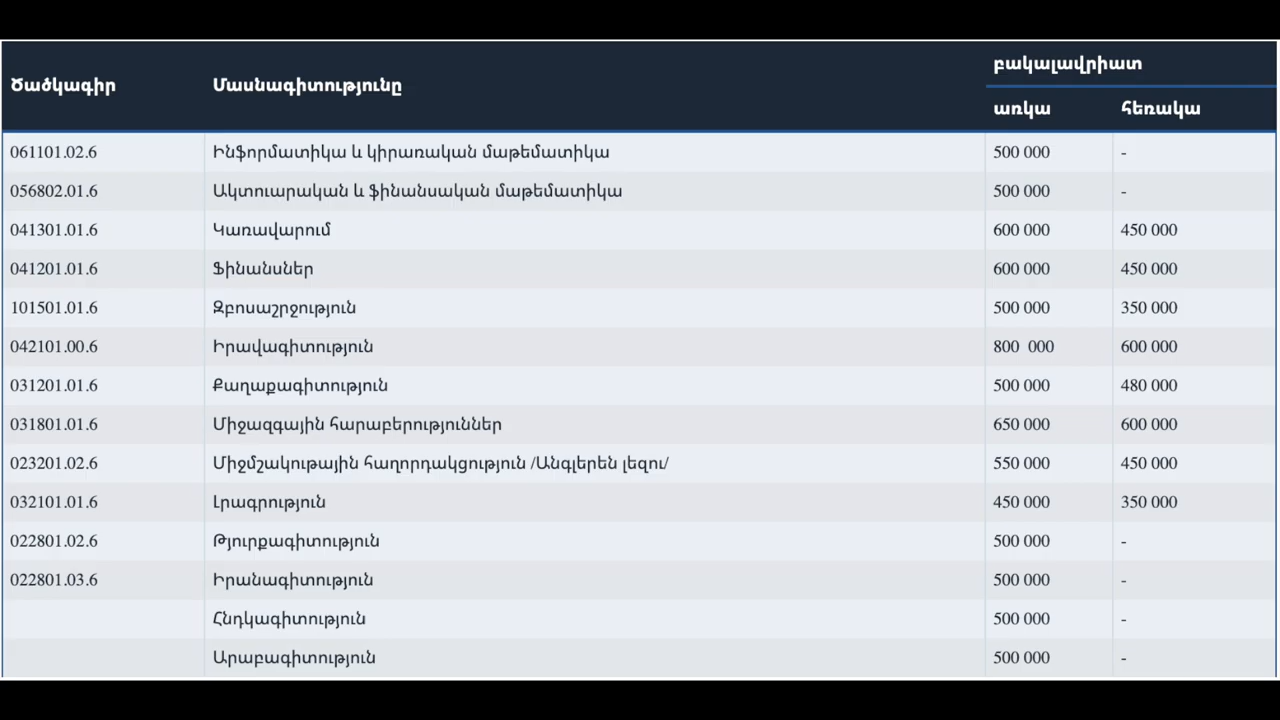 Ծածկագիր Մասնագիտությունը բակալավրիատ
առկա հեռակա
061101.02.6 Ինֆորմատիկա և կիրառական մաթեմատիկա 500 000 -
056802.01.6 Ակտուարական և ֆինանսական մաթեմատիկա 500 000 -
041301.01.6 Կառավարում 600 000 450 000
041201.01.6 Ֆինանսներ 600 000 450 000
101501.01.6 Զբոսաշրջություն 500 000 350 000
042101.00.6 Իրավագիտություն 800 000 600 000
031201.01.6 Քաղաքագիտություն 500 000 480 000
031801.01.6 Միջազգային հարաբերություններ 650 000 600 000
023201.02.6 Միջմշակութային հաղորդակցություն /Անգլերեն լեզու/ 550 000 450 000
032101.01.6 Լրագրություն 450 000 350 000
022801.02.6 Թյուրքագիտություն 500 000 -
022801.03.6 Իրանագիտություն 500 000 -
Հնդկագիտություն 500 000 -
Արաբագիտություն 500 000 -